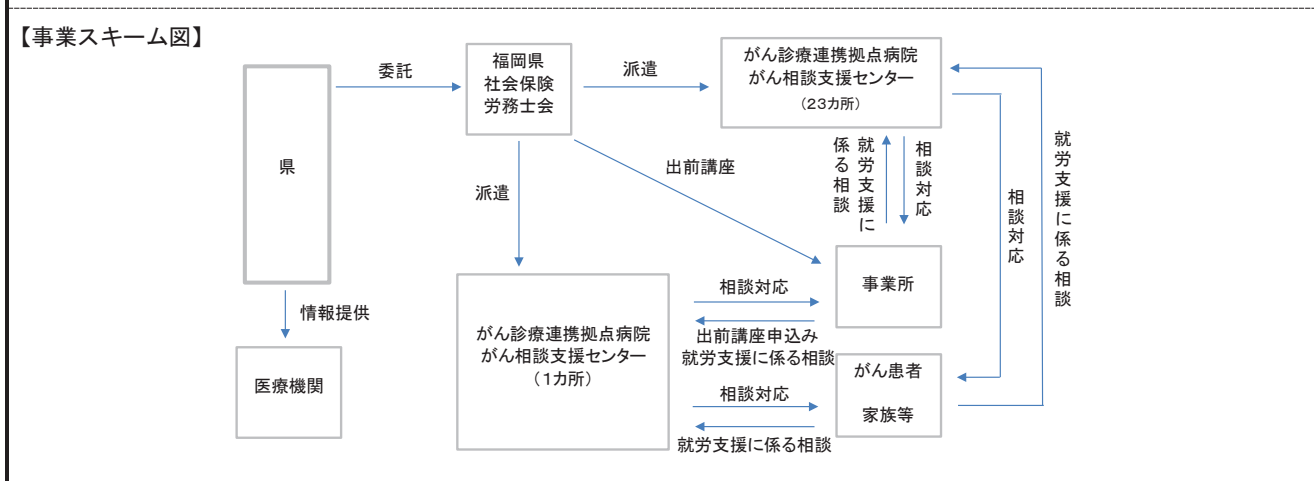 【事業スキーム図】
県
委託
福岡県
社会保険
労務士会
派遣
がん診療連携拠点病院
がん相談支援センター
(23カ所)
派遣
出前講座
就労支援に
係る相談
相談対応
相談対応
就労支援に係る相談
情報提供
医療機関
がん診療連携拠点病院
がん相談支援センター
(1カ所)
相談対応
出前講座申込み
就労支援に係る相談
事業所
相談対応
就労支援に係る相談
がん患者
家族等